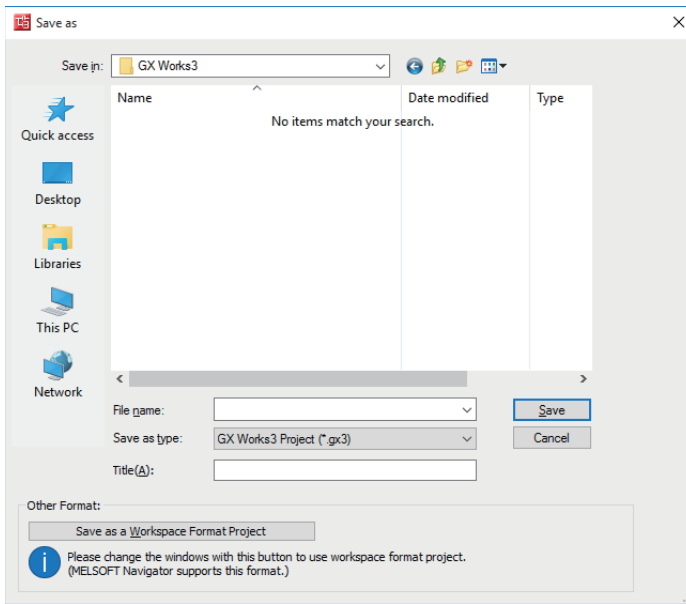 Save as
Save in: GX Works3
Name Date modified Type
No items match your search.
Quick access
Desktop
Libraries
This PC
Network
File name: Save
Save as type: GX Works3 Project (*.gx3) Cancel
Title(A):
Other Format:
Save as a Workspace Format Project
Please change the windows with this button to use workspace format project.
(MELSOFT Navigator supports this format.)